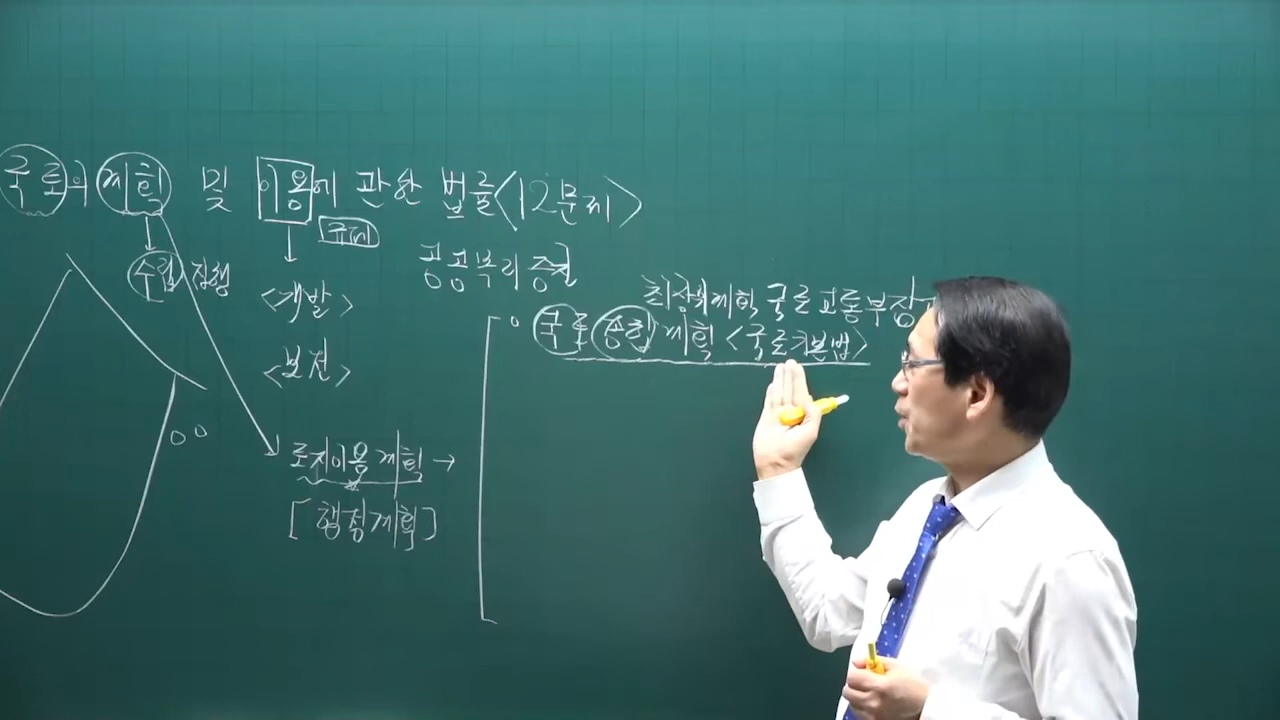 국토의 계획 및 이용에 관한 법률<12문제>
규제
수립 집행
<개발>
<보전>
공공복리 증진
최상위계획 국토교통부장
국토종합계획 <국토기본법>
토지이용계획 →
[행정계획]